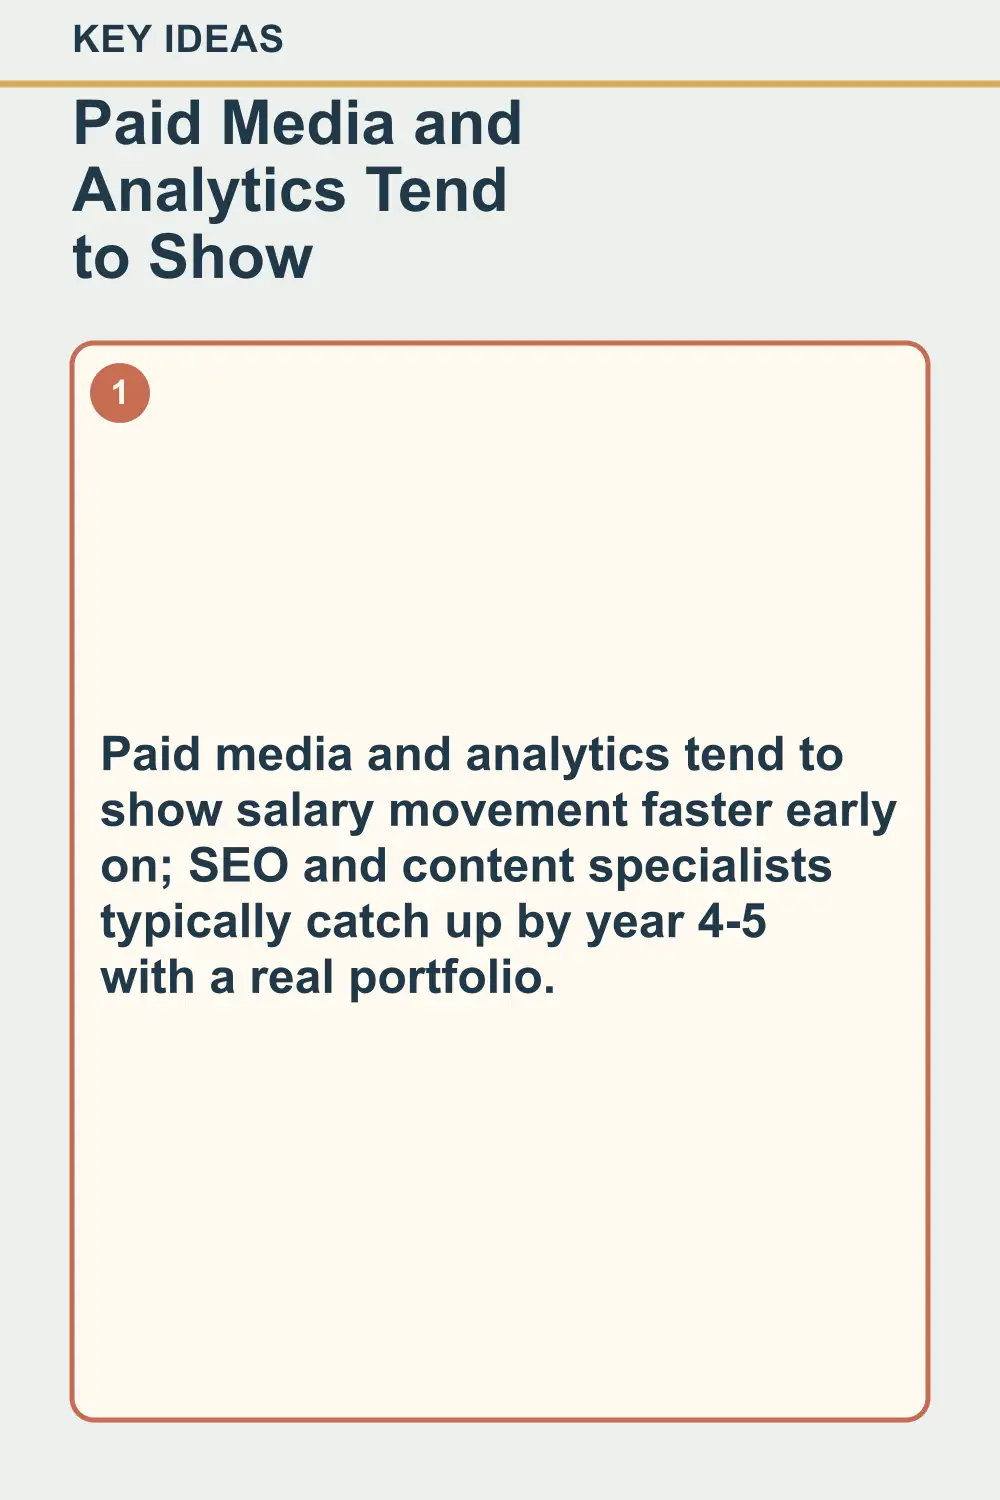 KEY IDEAS
Paid Media and
Analytics Tend
to Show
1
Paid media and analytics tend to
show salary movement faster early
on; SEO and content specialists
typically catch up by year 4-5
with a real portfolio.